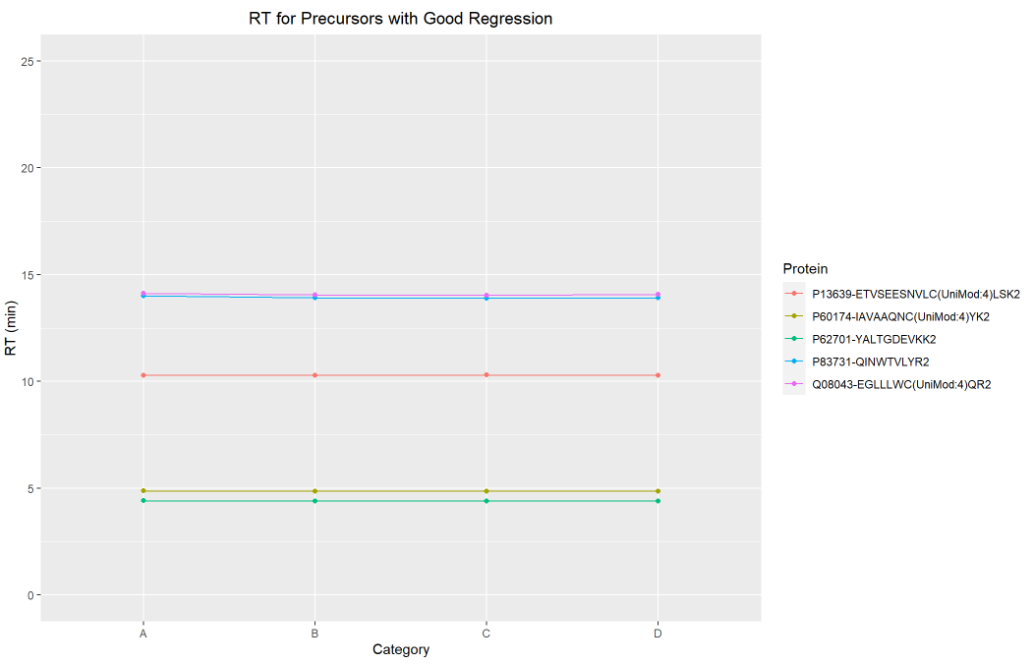 RT for Precursors with Good Regression
25
20
15
10
5
0
RT (min)
A B C D
Category
Protein
P13639-ETVSEESNVLC(UniMod:4)LSK2
P60174-IAVAAQNC(UniMod:4)YK2
P62701-YALTGDEVKK2
P83731-QINWTVLYR2
Q08043-EGLLLWC(UniMod:4)QR2